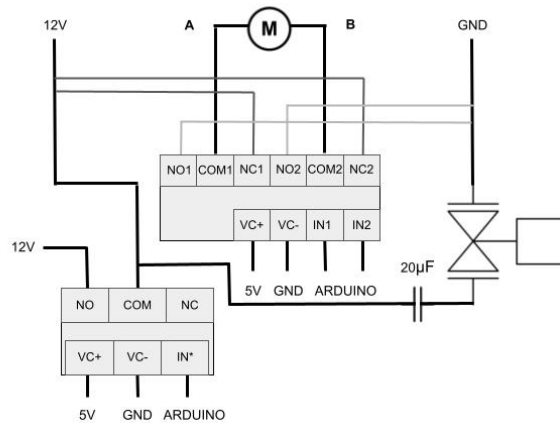 12V
A
M
B
GND
NO1 COM1 NC1 NO2 COM2 NC2
VC+ VC- IN1 IN2
12V
20µF
5V GND ARDUINO
NO COM NC
VC+ VC- IN*
5V GND ARDUINO